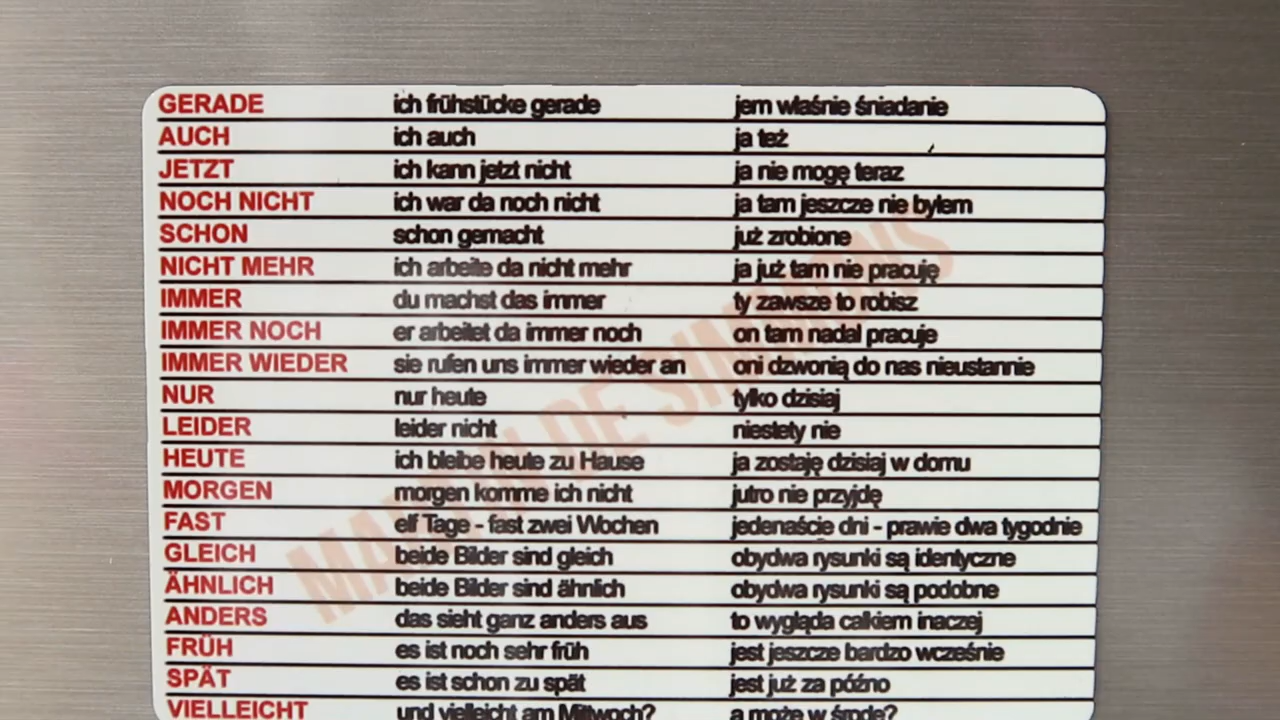 GERADE ich frühstücke gerade jem właśnie śniadanie
AUCH ich auch ja też
JETZT ich kann jetzt nicht ja nie mogę teraz
NOCH NICHT ich war da noch nicht ja tam jeszcze nie byłem
SCHON schon gemacht już zrobione
NICHT MEHR ich arbeite da nicht mehr ja już tam nie pracuję
IMMER du machst das immer ty zawsze to robisz
IMMER NOCH er arbeitet da immer noch on tam nadal pracuje
IMMER WIEDER sie rufen uns immer wieder an oni dzwonią do nas nieustannie
NUR nur heute tylko dzisiaj
LEIDER leider nicht niestety nie
HEUTE ich bleibe heute zu Hause ja zostaję dzisiaj w domu
MORGEN morgen komme ich nicht jutro nie przyjdę
FAST elf Tage - fast zwei Wochen jedenaście dni - prawie dwa tygodnie
GLEICH beide Bilder sind gleich obydwa rysunki są identyczne
ÄHNLICH beide Bilder sind ähnlich obydwa rysunki są podobne
ANDERS das sieht ganz anders aus to wygląda całkiem inaczej
FRÜH es ist noch sehr früh jest jeszcze bardzo wcześnie
SPÄT es ist schon zu spät jest już za późno
VIELLEICHT und vielleicht am Mittwoch? a może w środę?